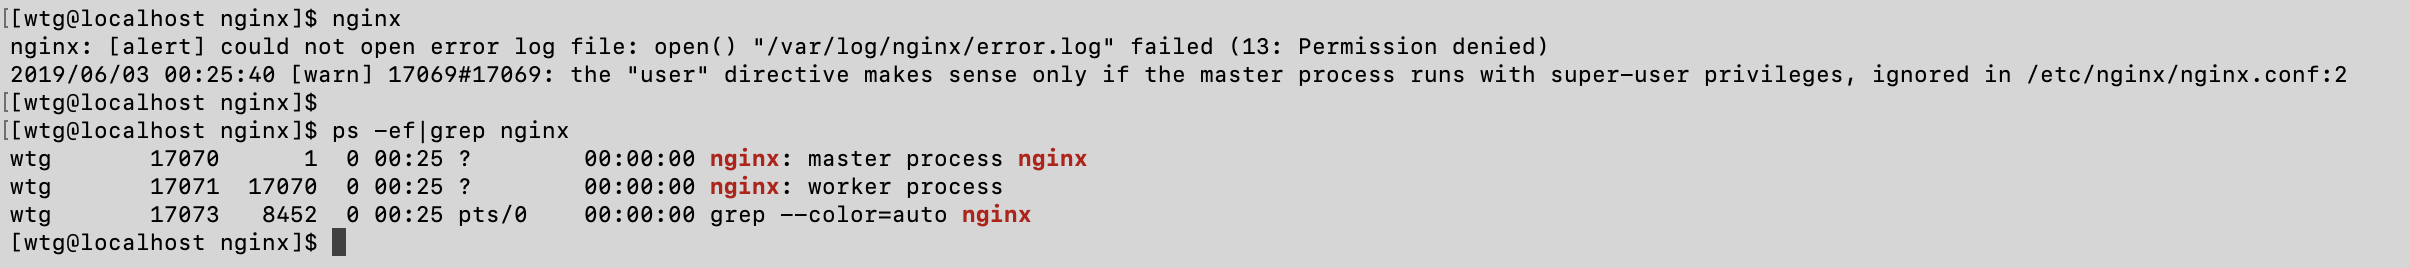 [[wtg@localhost nginx]$ nginx
nginx: [alert] could not open error log file: open() "/var/log/nginx/error.log" failed (13: Permission denied)
2019/06/03 00:25:40 [warn] 17069#17069: the "user" directive makes sense only if the master process runs with super-user privileges, ignored in /etc/nginx/nginx.conf:2
[[wtg@localhost nginx]$
[[wtg@localhost nginx]$ ps -ef|grep nginx
wtg       17070      1  0 00:25 ?        00:00:00 nginx: master process nginx
wtg       17071  17070  0 00:25 ?        00:00:00 nginx: worker process
wtg       17073   8452  0 00:25 pts/0    00:00:00 grep --color=auto nginx
[wtg@localhost nginx]$